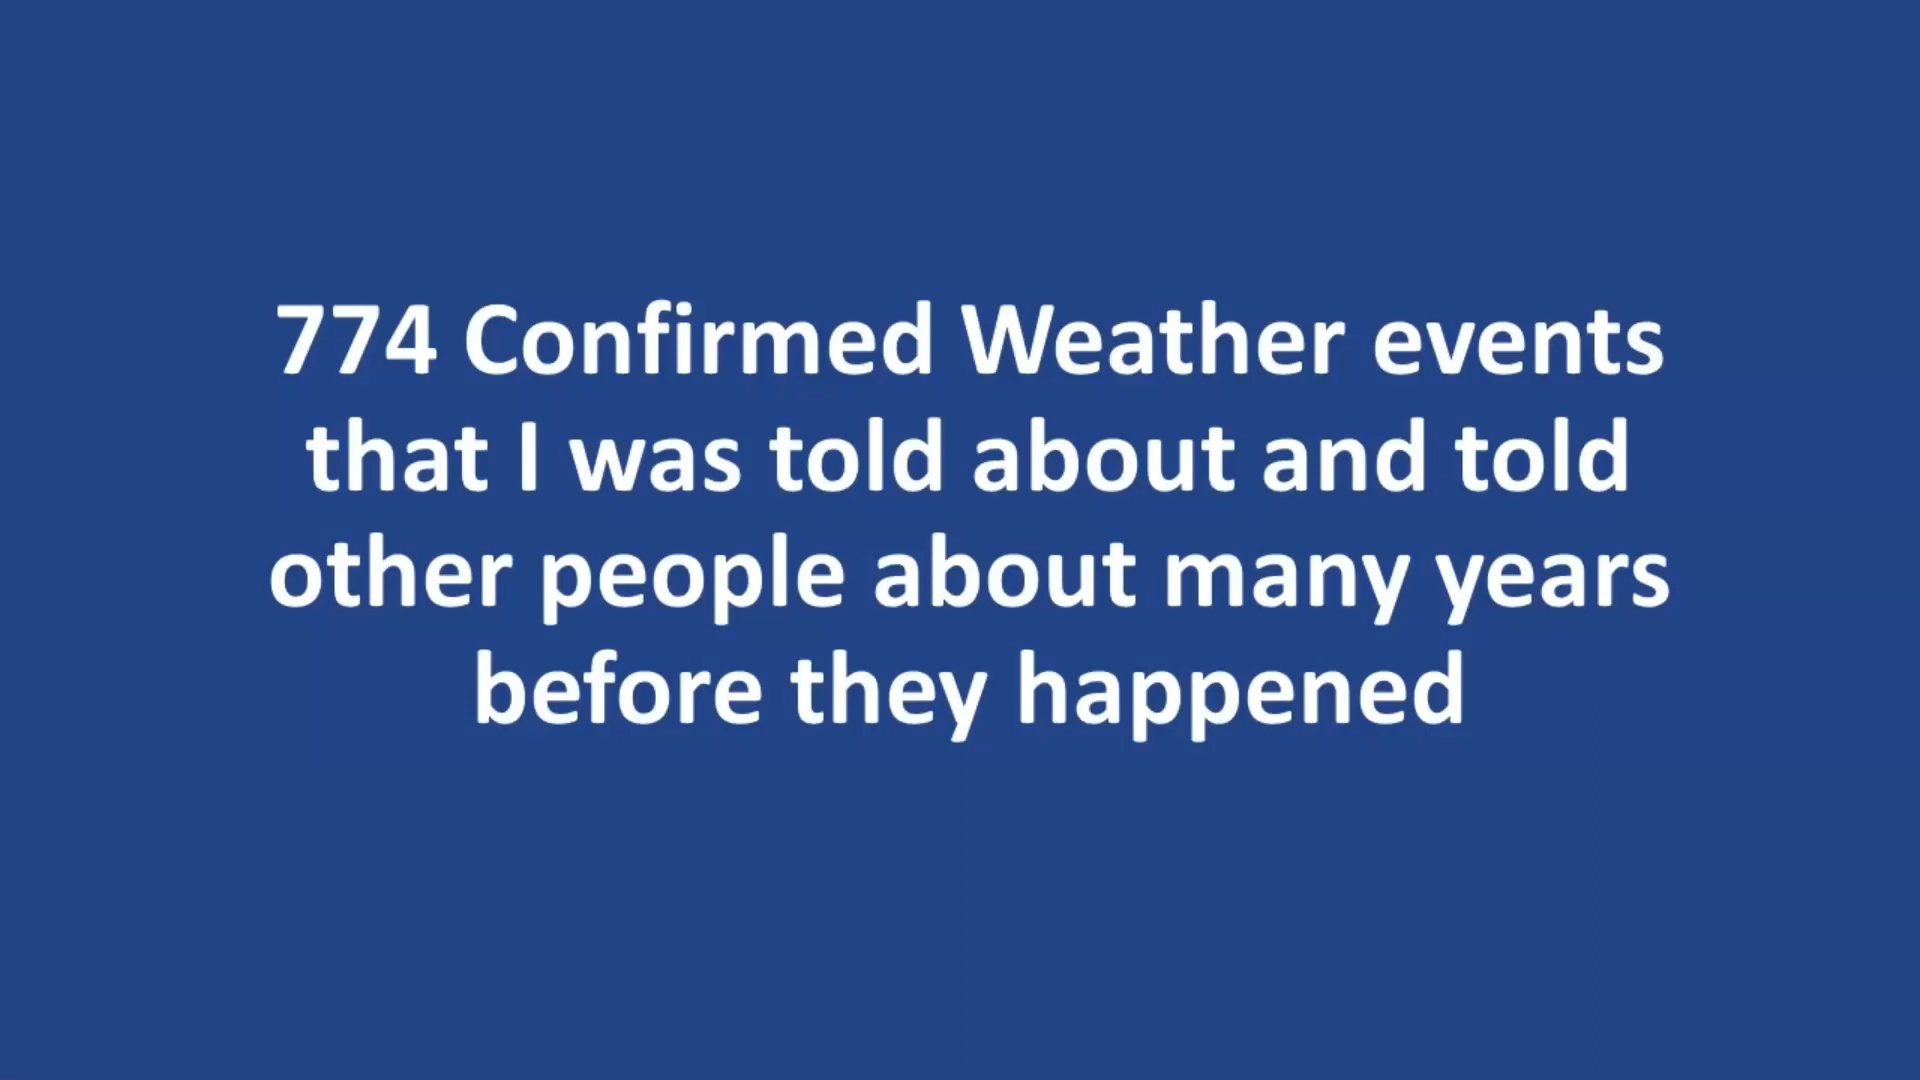 774 Confirmed Weather events
that I was told about and told
other people about many years
before they happened